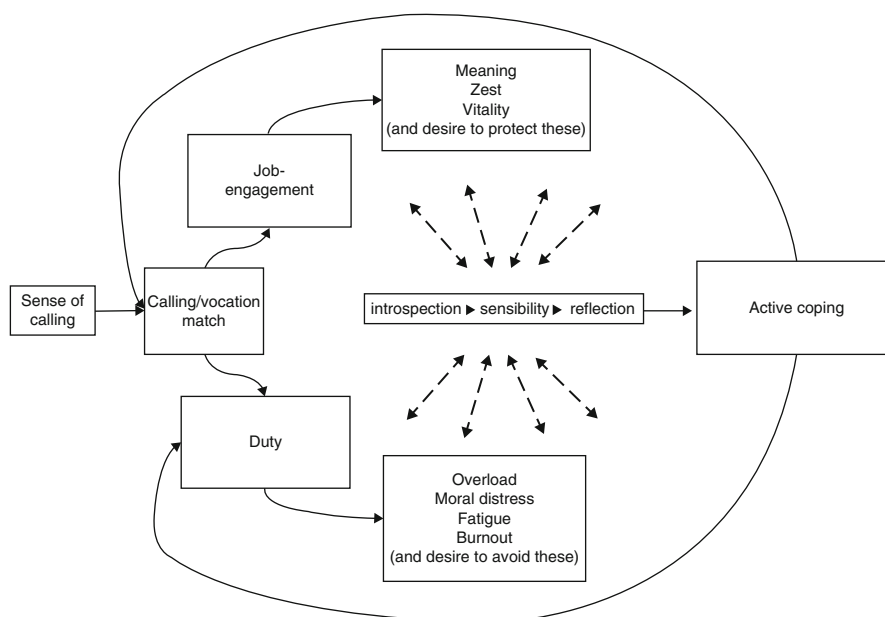 Meaning
Zest
Vitality
(and desire to protect these)
Job-
engagement
Sense of
calling
Calling/vocation
match
introspection ▸ sensibility ▸ reflection
Active coping
Duty
Overload
Moral distress
Fatigue
Burnout
(and desire to avoid these)